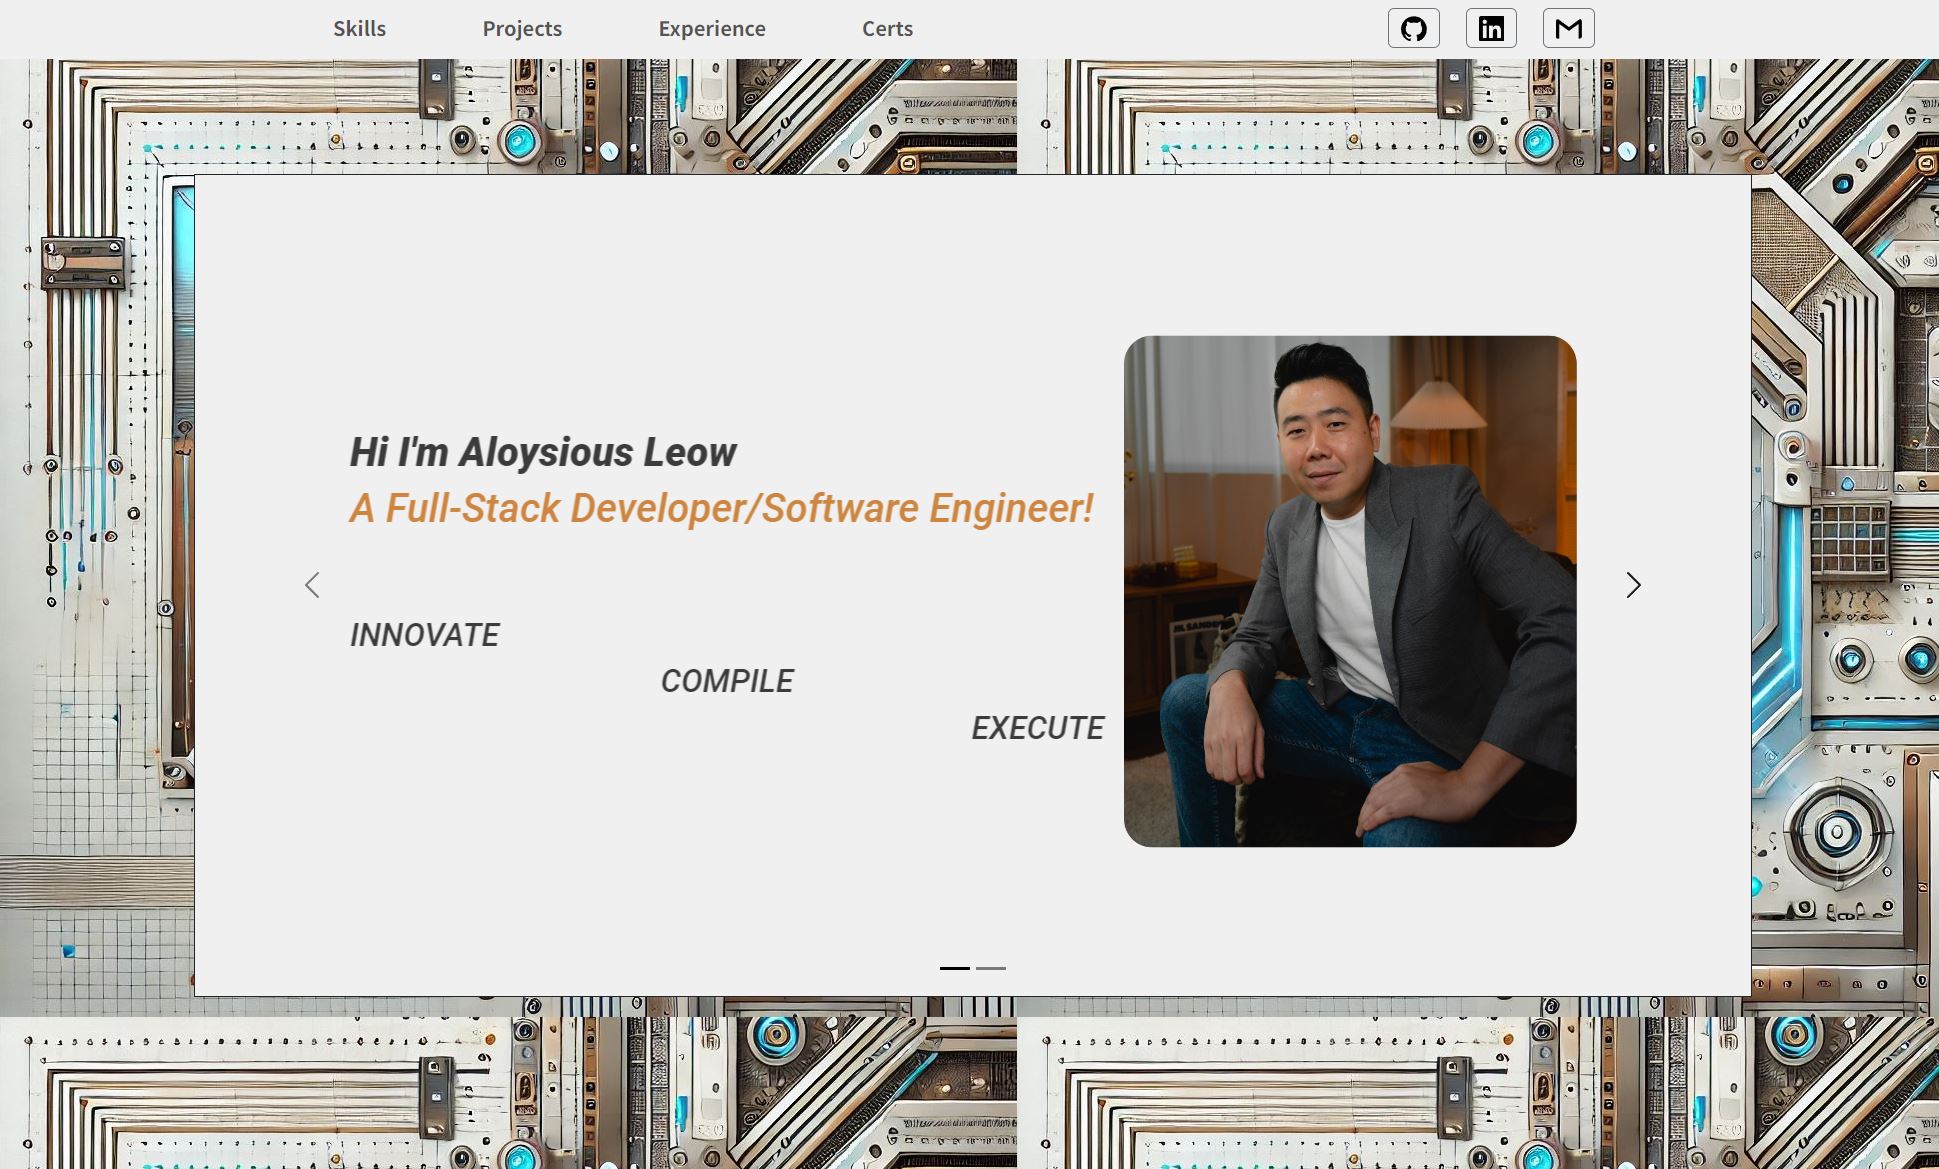 Skills Projects Experience Certs
Hi I'm Aloysious Leow
A Full-Stack Developer/Software Engineer!
INNOVATE
COMPILE
EXECUTE